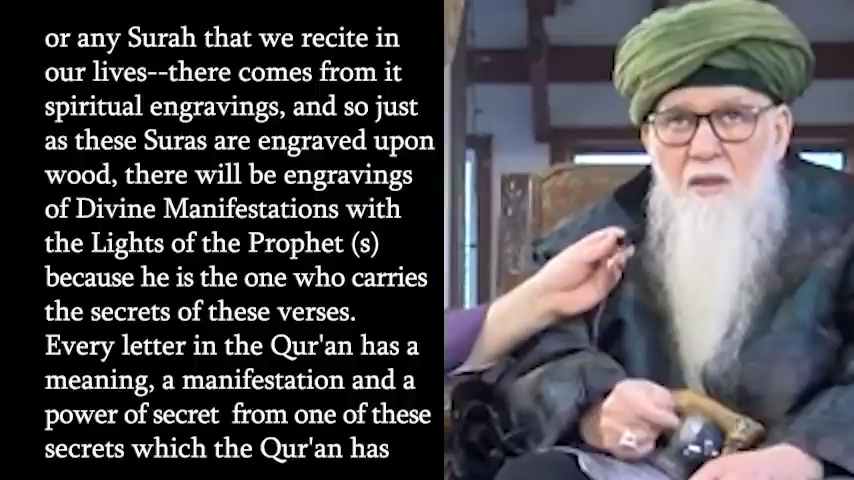 or any Surah that we recite in
our lives--there comes from it
spiritual engravings, and so just
as these Suras are engraved upon
wood, there will be engravings
of Divine Manifestations with
the Lights of the Prophet (s)
because he is the one who carries
the secrets of these verses.
Every letter in the Qur'an has a
meaning, a manifestation and a
power of secret  from one of these
secrets which the Qur'an has